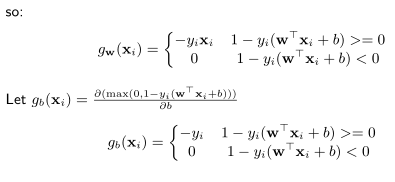 so:
g_w(x_i) = { −y_i x_i   1 − y_i(w^⊤ x_i + b) >= 0
0   1 − y_i(w^⊤ x_i + b) < 0
Let g_b(x_i) = ∂(max(0,1−y_i(w^⊤ x_i+b))) / ∂b
g_b(x_i) = { −y_i   1 − y_i(w^⊤ x_i + b) >= 0
0   1 − y_i(w^⊤ x_i + b) < 0